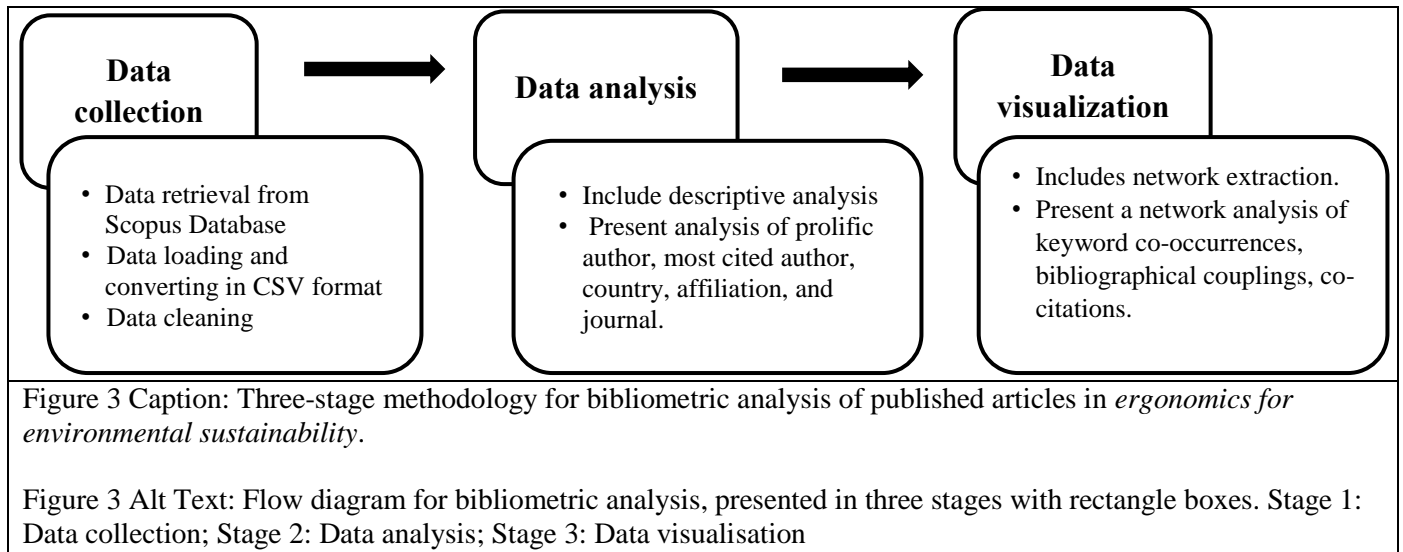 Data
collection
• Data retrieval from
Scopus Database
• Data loading and
converting in CSV format
• Data cleaning
Data analysis
• Include descriptive analysis
• Present analysis of prolific
author, most cited author,
country, affiliation, and
journal.
Data
visualization
• Includes network extraction.
• Present a network analysis of
keyword co-occurrences,
bibliographical couplings, co-
citations.
Figure 3 Caption: Three-stage methodology for bibliometric analysis of published articles in ergonomics for
environmental sustainability.
Figure 3 Alt Text: Flow diagram for bibliometric analysis, presented in three stages with rectangle boxes. Stage 1:
Data collection; Stage 2: Data analysis; Stage 3: Data visualisation